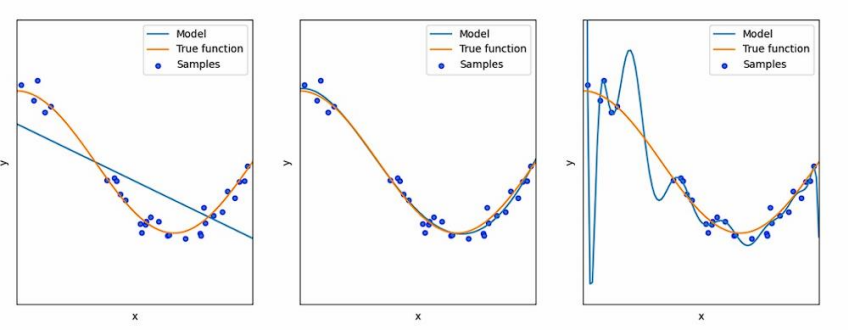 Model
True function
Samples
y
x
Model
True function
Samples
y
x
Model
True function
Samples
y
x